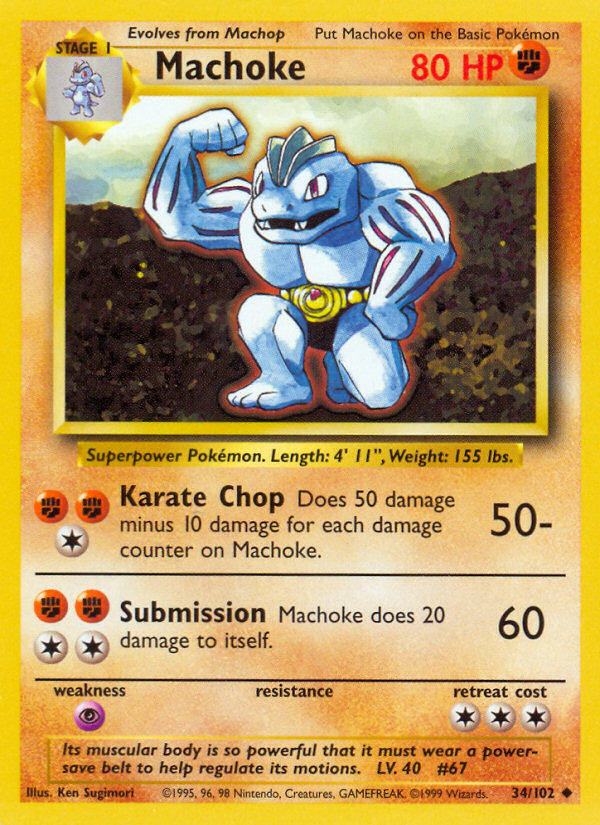 Evolves from Machop Put Machoke on the Basic Pokémon
STAGE 1
Machoke 80 HP
Superpower Pokémon. Length: 4' 11", Weight: 155 lbs.
Karate Chop Does 50 damage
minus 10 damage for each damage
counter on Machoke.
50-
Submission Machoke does 20
damage to itself.
60
weakness resistance retreat cost
Its muscular body is so powerful that it must wear a power-
save belt to help regulate its motions. LV. 40 #67
Illus. Ken Sugimori ©1995, 96, 98 Nintendo, Creatures, GAMEFREAK. ©1999 Wizards. 34/102